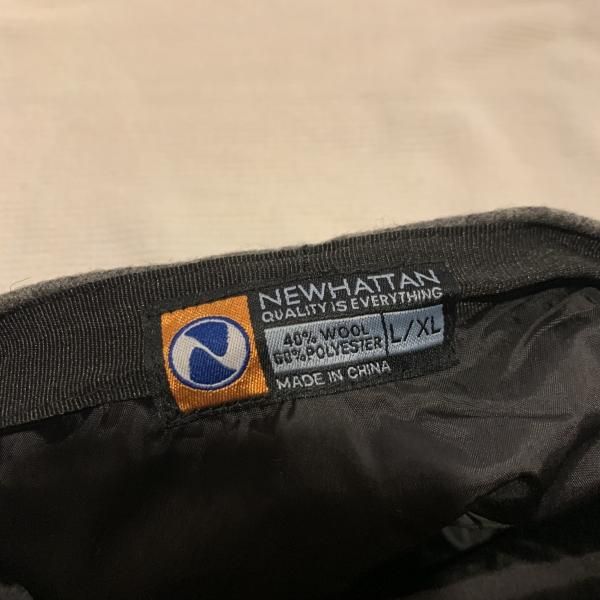 NEWHATTAN
QUALITY IS EVERYTHING
40% WOOL
60% POLYESTER
L/XL
MADE IN CHINA